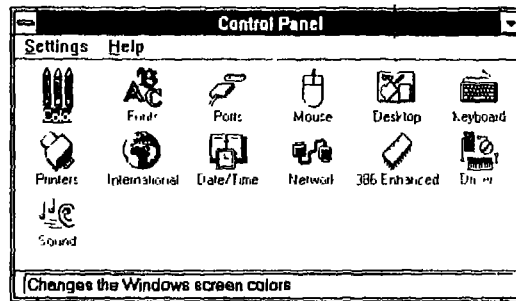 Control Panel
Settings Help
Color Fonts Ports Mouse Desktop Keyboard
Printers International Date/Time Network 386 Enhanced
Sound
Changes the Windows screen colors